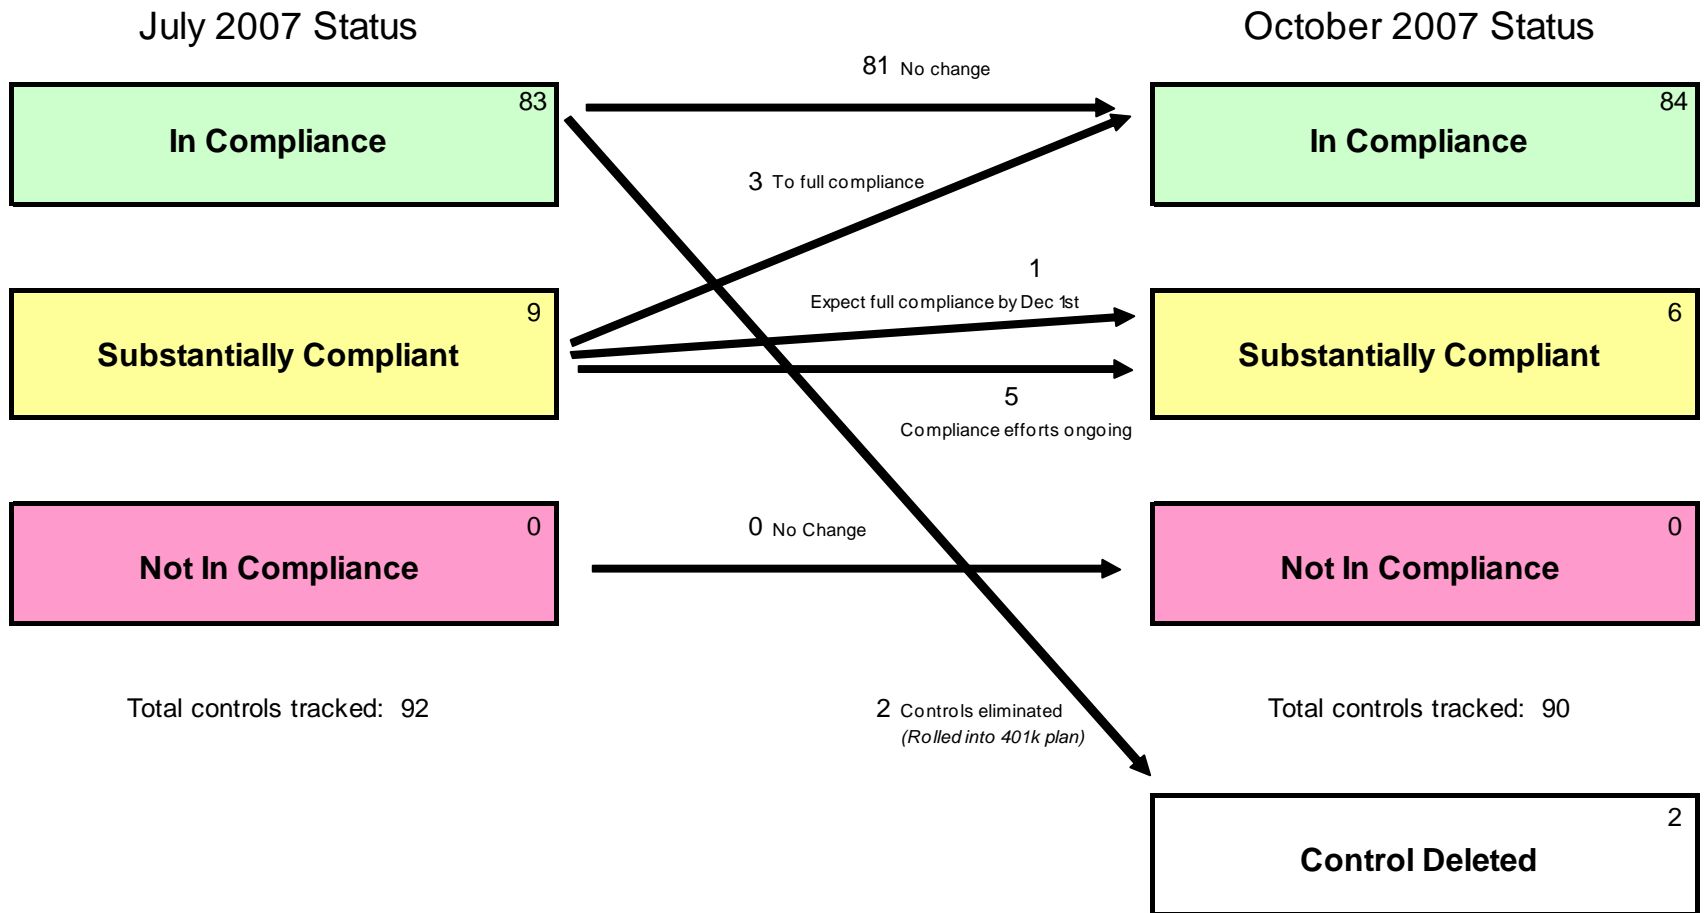 July 2007 Status
October 2007 Status
81 No change
83
In Compliance
84
In Compliance
3 To full compliance
1
Expect full compliance by Dec 1st
9
Substantially Compliant
6
Substantially Compliant
5
Compliance efforts ongoing
0
Not In Compliance
0 No Change
0
Not In Compliance
Total controls tracked: 92
2 Controls eliminated
(Rolled into 401k plan)
Total controls tracked: 90
2
Control Deleted